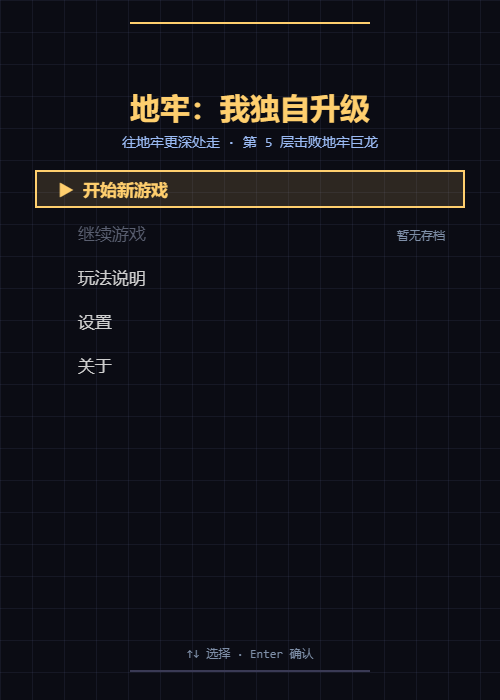 地牢：我独自升级
往地牢更深处走 · 第 5 层击败地牢巨龙
▶ 开始新游戏
继续游戏 暂无存档
玩法说明
设置
关于
↑↓ 选择 · Enter 确认